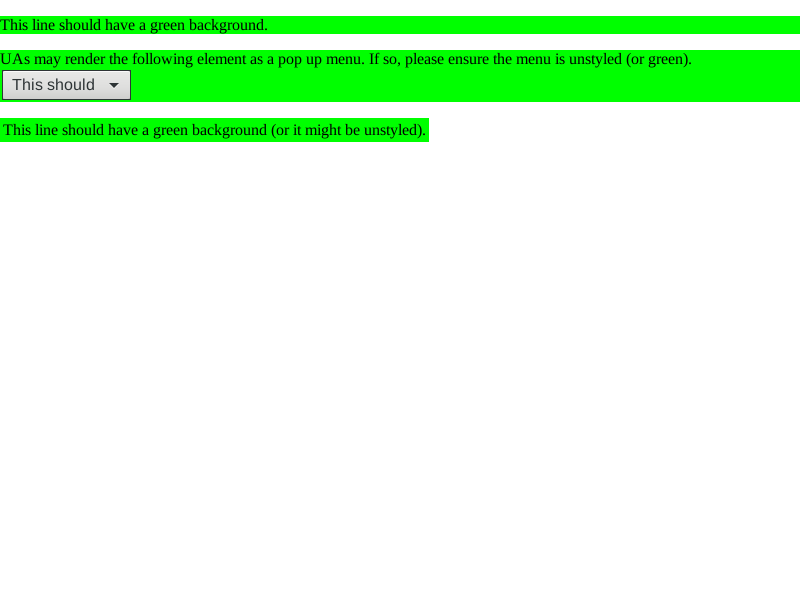 This line should have a green background.
UAs may render the following element as a pop up menu. If so, please ensure the menu is unstyled (or green).
This should
This line should have a green background (or it might be unstyled).